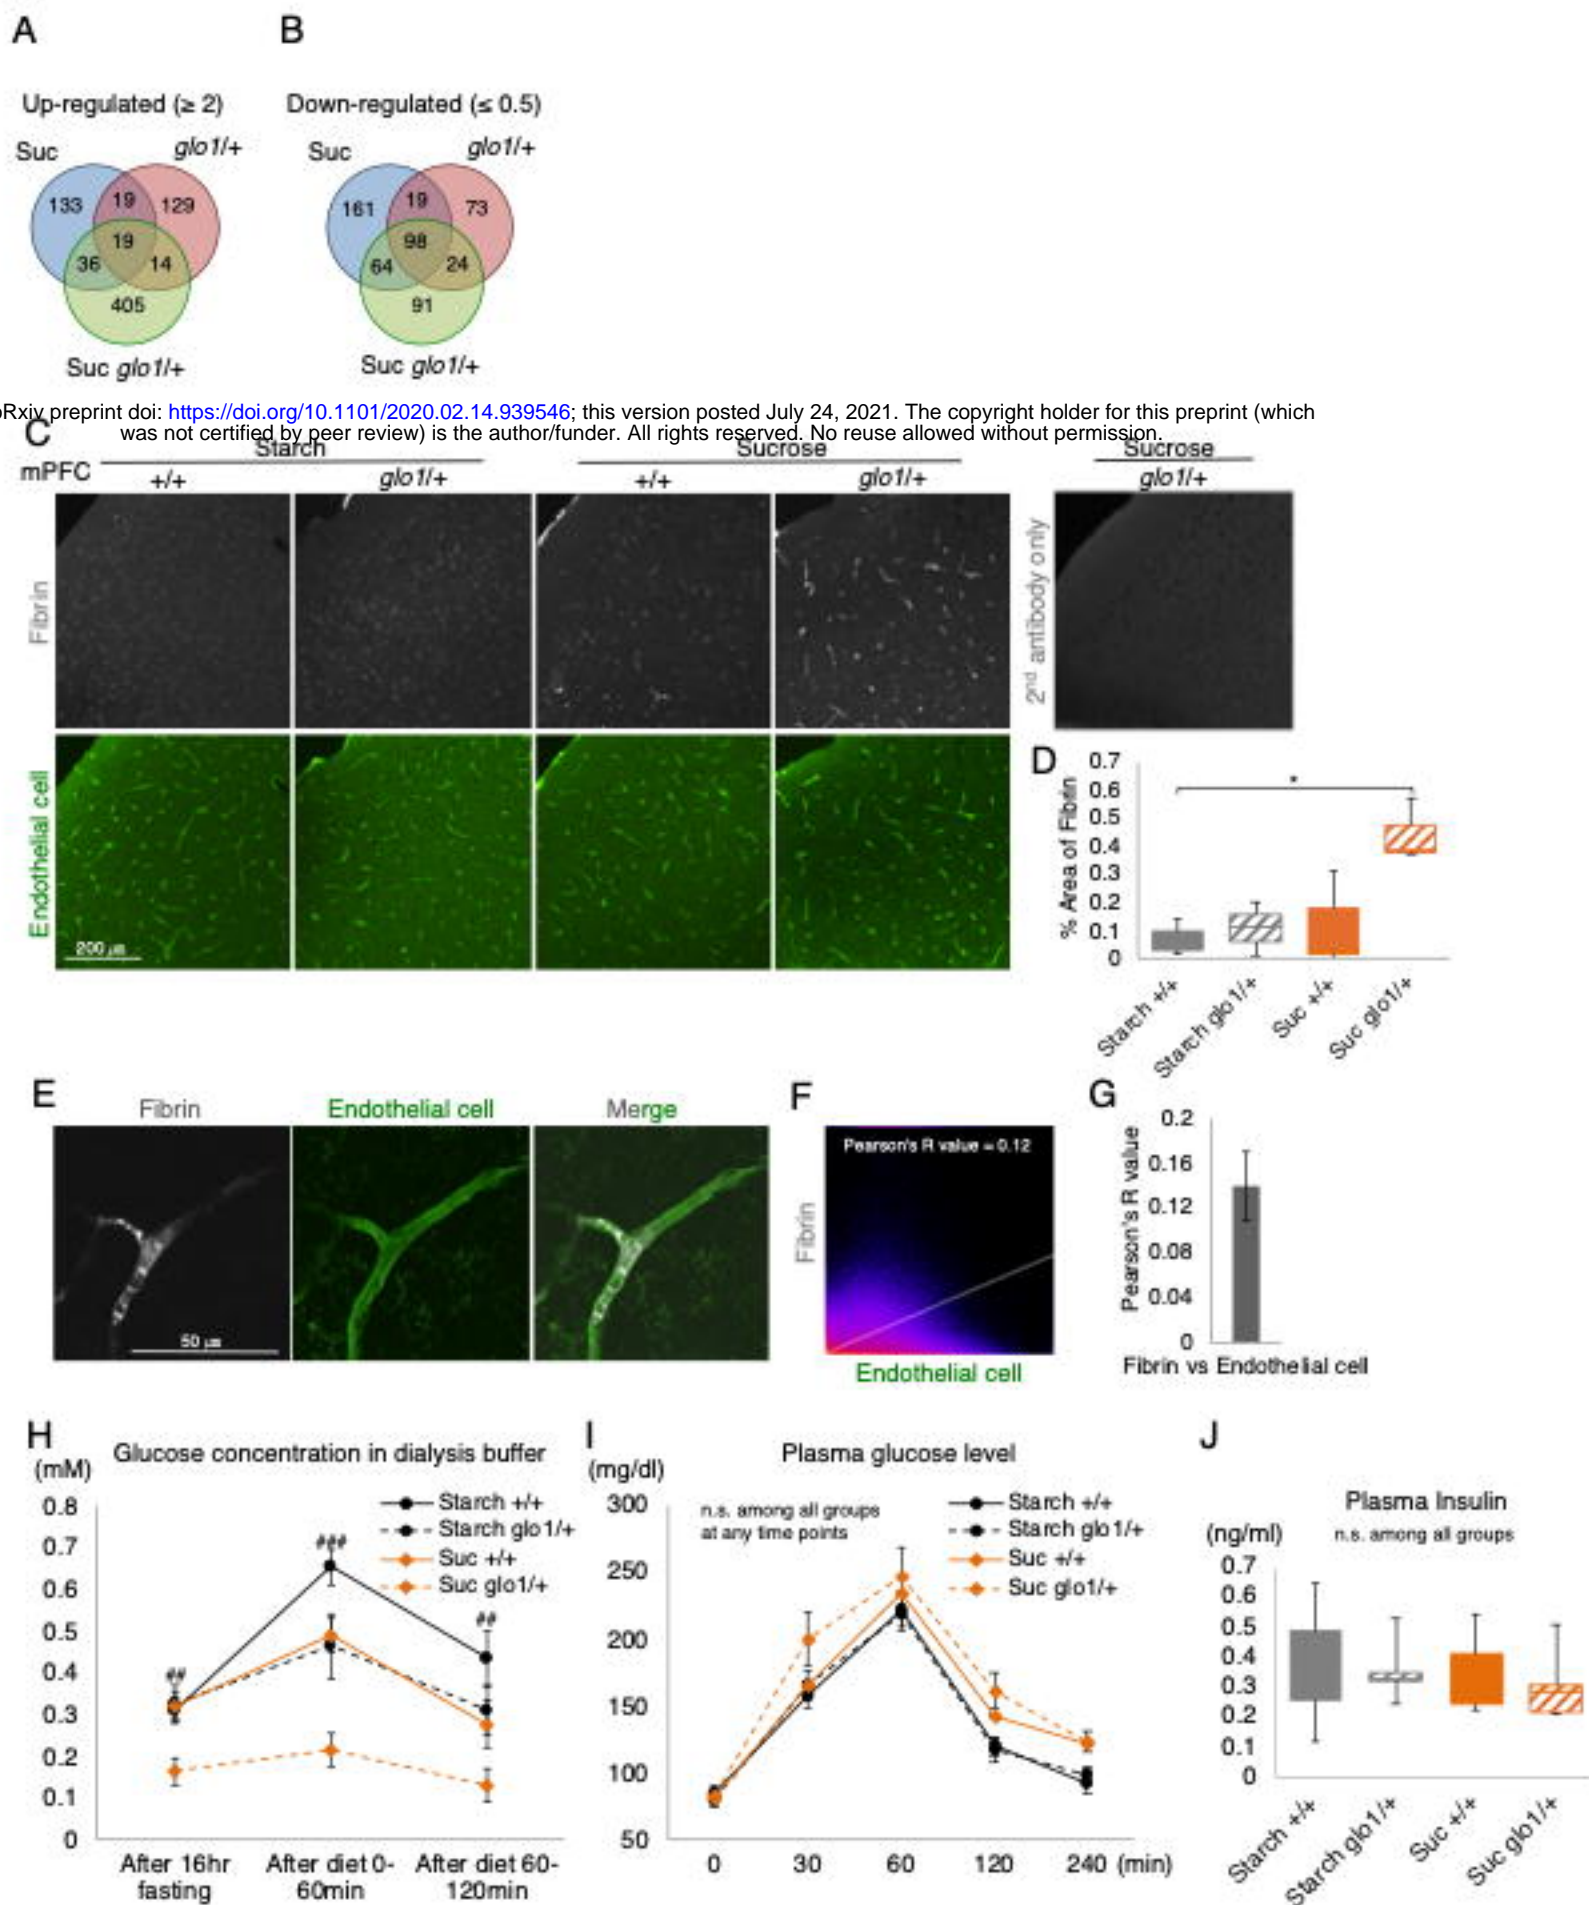 A
B
Up-regulated (≥ 2)
Down-regulated (≤ 0.5)
Suc
glo1/+
Suc
glo1/+
133
19
129
19
36
14
405
161
19
73
98
64
24
91
Suc glo1/+
Suc glo1/+
oRxiv preprint doi: https://doi.org/10.1101/2020.02.14.939546; this version posted July 24, 2021. The copyright holder for this preprint (which
was not certified by peer review) is the author/funder. All rights reserved. No reuse allowed without permission.
C
mPFC
Starch
Sucrose
Sucrose
+/+
glo1/+
+/+
glo1/+
glo1/+
Fibrin
2nd antibody only
Endothelial cell
200 μm
D
% Area of Fibrin
0.7
0.6
0.5
0.4
0.3
0.2
0.1
0
*
Starch +/+
Starch glo1/+
Suc +/+
Suc glo1/+
E
Fibrin
Endothelial cell
Merge
50 μm
F
Pearson's R value = 0.12
Fibrin
Endothelial cell
G
Pearson's R value
0.2
0.16
0.12
0.08
0.04
0
Fibrin vs Endothelial cell
H
Glucose concentration in dialysis buffer
(mM)
0.8
0.7
0.6
0.5
0.4
0.3
0.2
0.1
0
Starch +/+
Starch glo1/+
Suc +/+
Suc glo1/+
##
###
##
After 16hr
fasting
After diet 0-
60min
After diet 60-
120min
I
Plasma glucose level
(mg/dl)
300
250
200
150
100
50
n.s. among all groups
at any time points
Starch +/+
Starch glo1/+
Suc +/+
Suc glo1/+
0
30
60
120
240 (min)
J
Plasma Insulin
(ng/ml)
n.s. among all groups
0.7
0.6
0.5
0.4
0.3
0.2
0.1
0
Starch +/+
Starch glo1/+
Suc +/+
Suc glo1/+